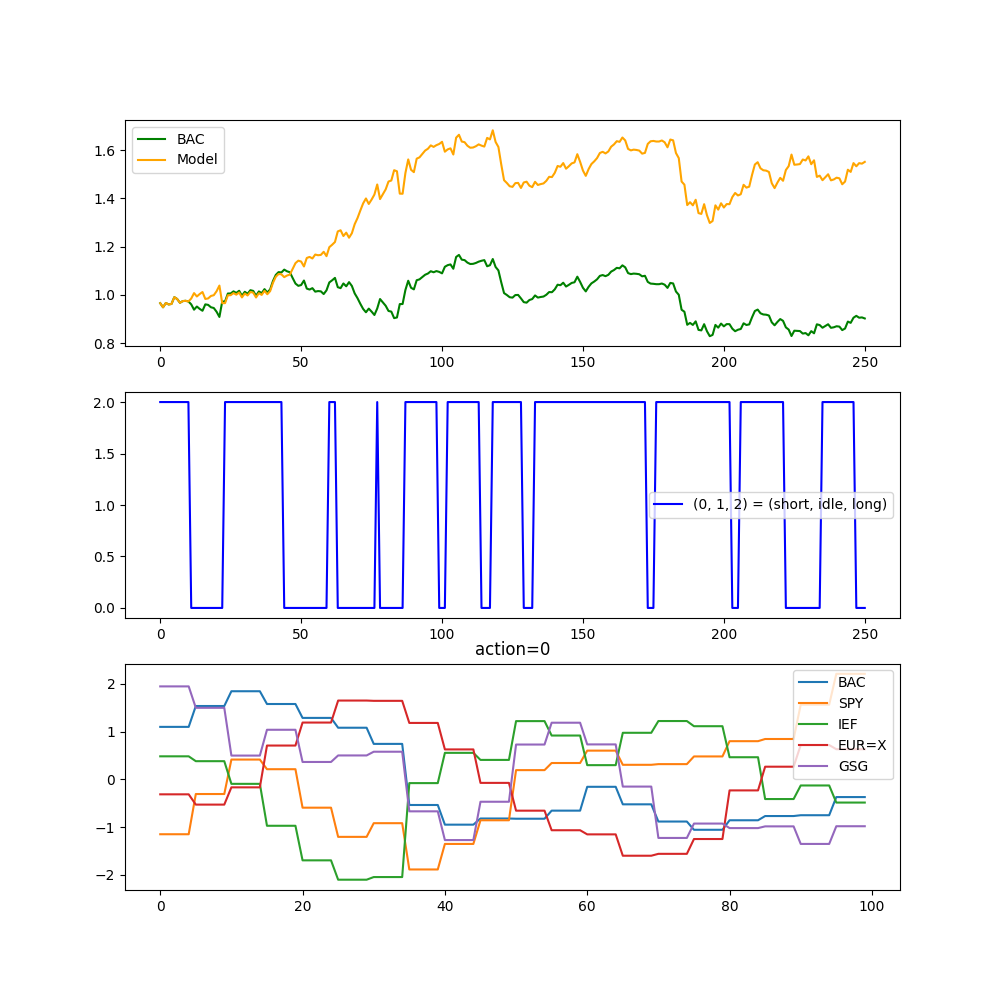 BAC
Model
1.6
1.4
1.2
1.0
0.8
0 50 100 150 200 250
2.0
1.5
1.0
0.5
0.0
(0, 1, 2) = (short, idle, long)
0 50 100 150 200 250
action=0
2
1
0
−1
−2
BAC
SPY
IEF
EUR=X
GSG
0 20 40 60 80 100